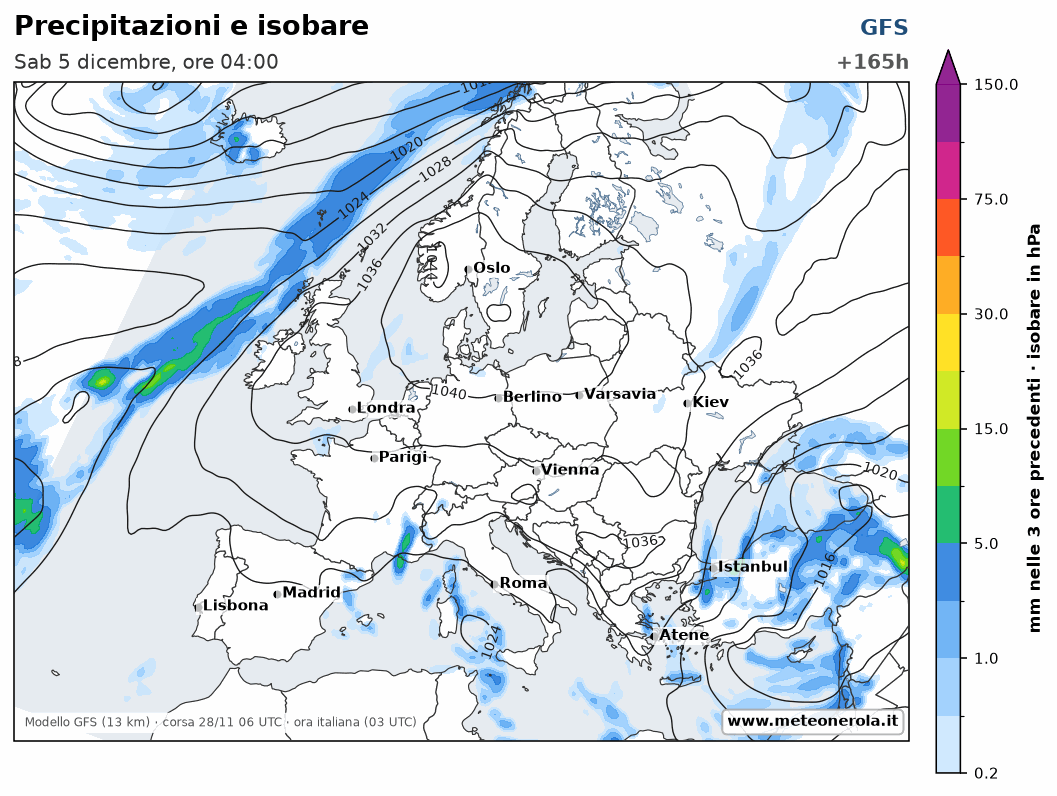 Precipitazioni e isobare
GFS
Sab 5 dicembre, ore 04:00
+165h
1020
1028
1024
1032
1036
1040
Oslo
1036
1040
Londra
Berlino
Varsavia
Kiev
Parigi
Vienna
1020
1036
1016
Istanbul
Madrid
Roma
Lisbona
Atene
1024
Modello GFS (13 km) · corsa 28/11 06 UTC · ora italiana (03 UTC)
www.meteonerola.it
150.0
75.0
30.0
15.0
5.0
1.0
0.2
mm nelle 3 ore precedenti · isobare in hPa